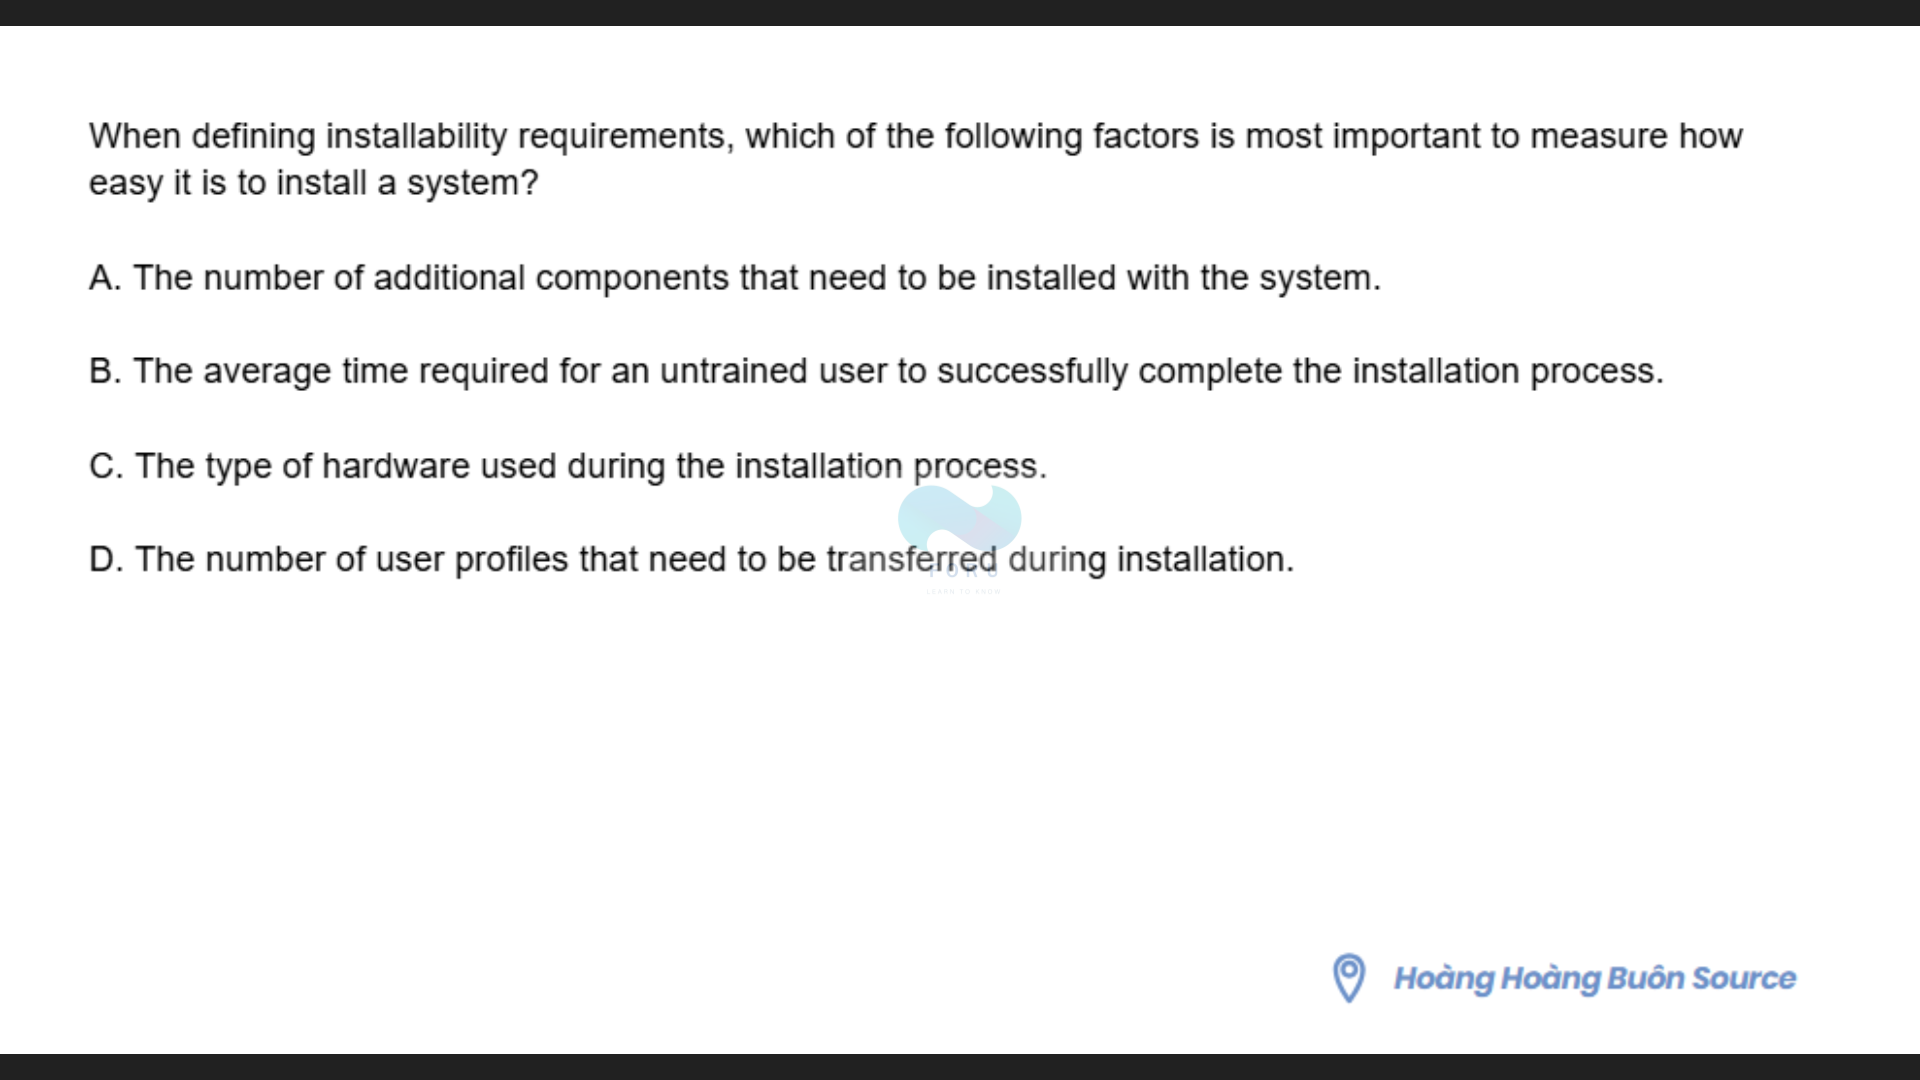 When defining installability requirements, which of the following factors is most important to measure how
easy it is to install a system?
A. The number of additional components that need to be installed with the system.
B. The average time required for an untrained user to successfully complete the installation process.
C. The type of hardware used during the installation process.
D. The number of user profiles that need to be transferred during installation.
LEARN TO KNOW
Hoàng Hoàng Buôn Source